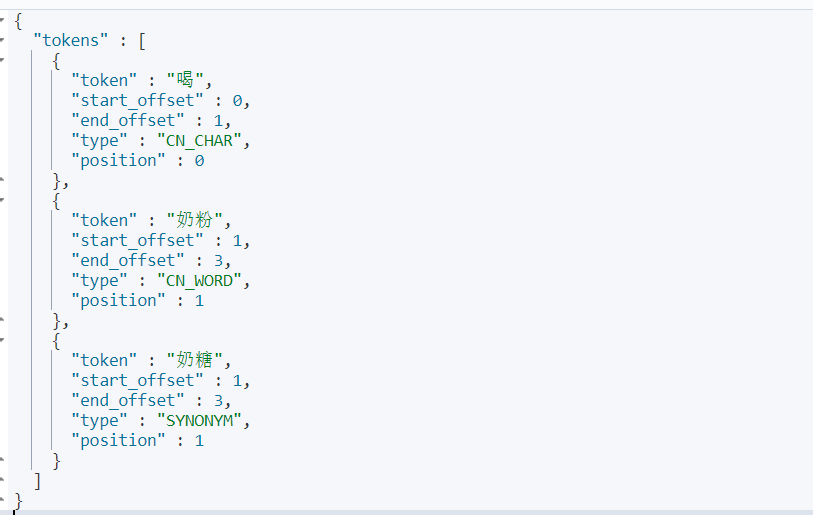 {
"tokens" : [
{
"token" : "喝",
"start_offset" : 0,
"end_offset" : 1,
"type" : "CN_CHAR",
"position" : 0
},
{
"token" : "奶粉",
"start_offset" : 1,
"end_offset" : 3,
"type" : "CN_WORD",
"position" : 1
},
{
"token" : "奶糖",
"start_offset" : 1,
"end_offset" : 3,
"type" : "SYNONYM",
"position" : 1
}
]
}